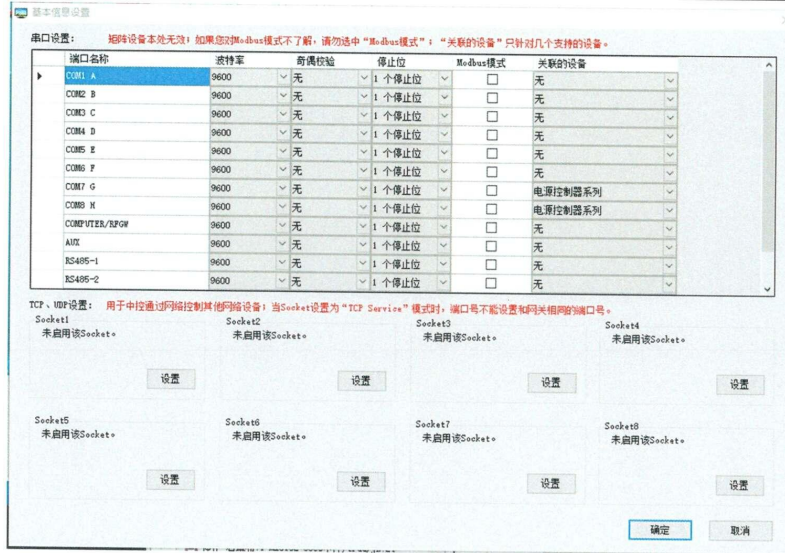 基本信息设置
串口设置： 矩阵设备本处无效；如果您对Modbus模式不了解，请勿选中“Modbus模式”；“关联的设备”只针对几个支持的设备。
端口名称 波特率 奇偶校验 停止位 Modbus模式 关联的设备
COM1 A 9600 无 1 个停止位 无
COM2 B 9600 无 1 个停止位 无
COM3 C 9600 无 1 个停止位 无
COM4 D 9600 无 1 个停止位 无
COM5 E 9600 无 1 个停止位 无
COM6 F 9600 无 1 个停止位 无
COM7 G 9600 无 1 个停止位 电源控制器系列
COM8 H 9600 无 1 个停止位 电源控制器系列
COMPUTER/RFGW 9600 无 1 个停止位 无
AUX 9600 无 1 个停止位 无
RS485-1 9600 无 1 个停止位 无
RS485-2 9600 无 1 个停止位 无
TCP、UDP设置： 用于中控通过网络控制其他网络设备；当Socket设置为“TCP Service”模式时，端口号不能设置和网关相同的端口号。
Socket1 Socket2 Socket3 Socket4
未启用该Socket。 未启用该Socket。 未启用该Socket。 未启用该Socket。
设置 设置 设置 设置
Socket5 Socket6 Socket7 Socket8
未启用该Socket。 未启用该Socket。 未启用该Socket。 未启用该Socket。
设置 设置 设置 设置
确定 取消